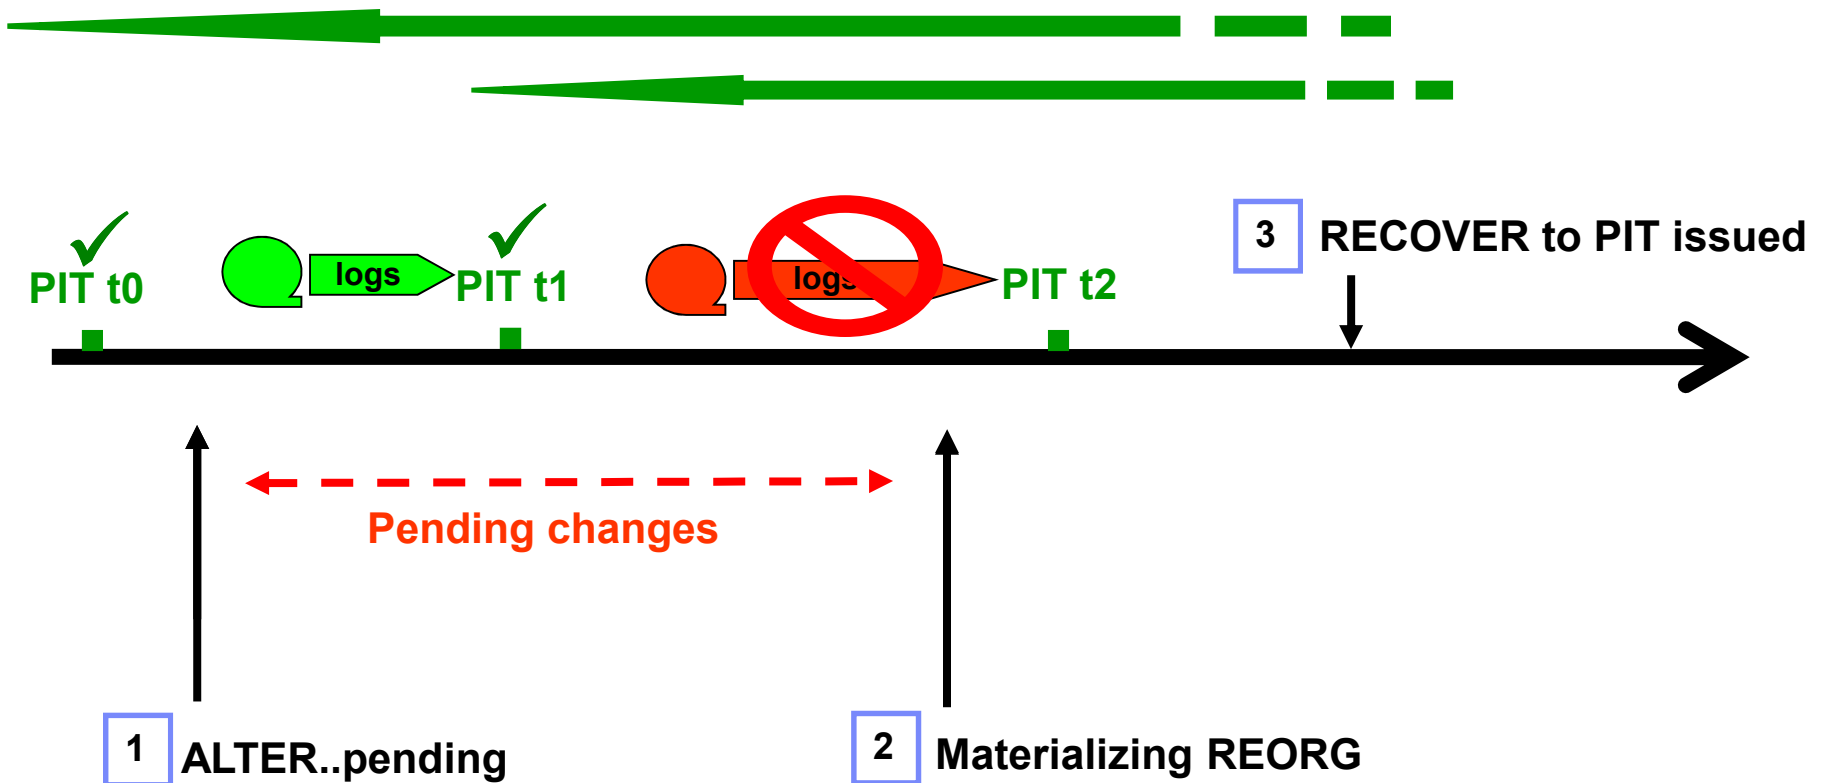 3 RECOVER to PIT issued
PIT t0
logs
PIT t1
logs
PIT t2
Pending changes
1 ALTER..pending
2 Materializing REORG